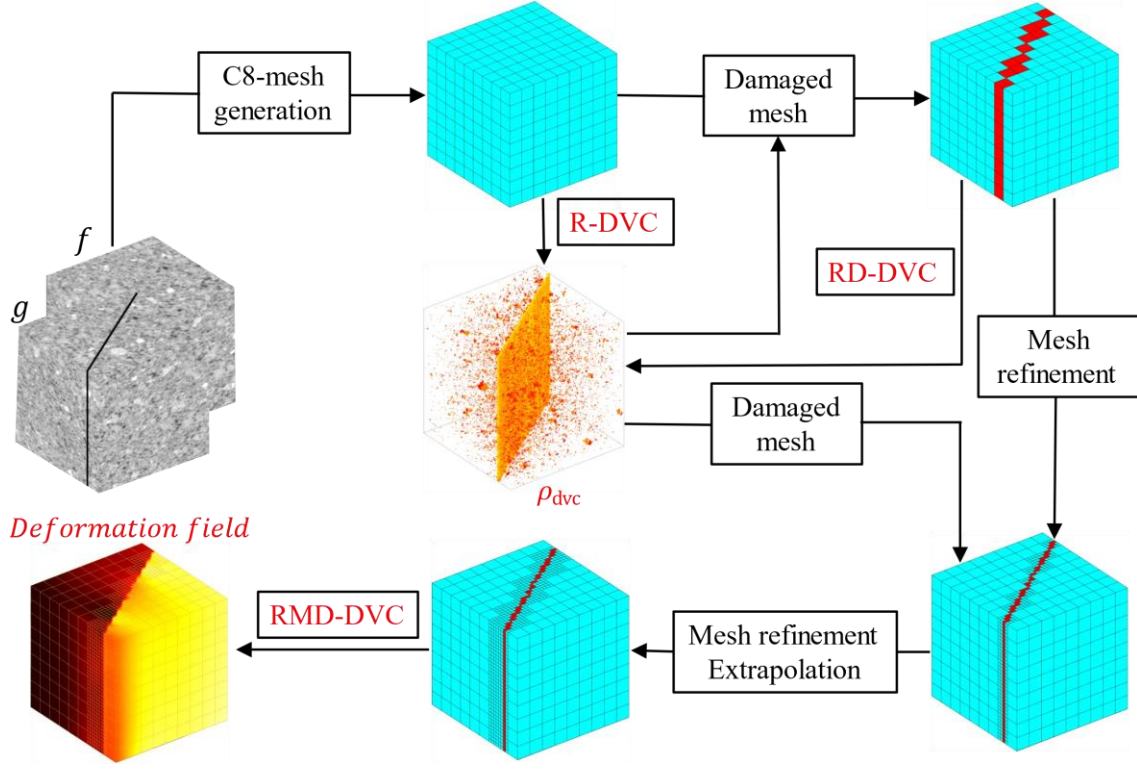 C8-mesh
generation
Damaged
mesh
R-DVC
RD-DVC
f
g
Mesh
refinement
Damaged
mesh
ρdvc
Deformation field
RMD-DVC
Mesh refinement
Extrapolation